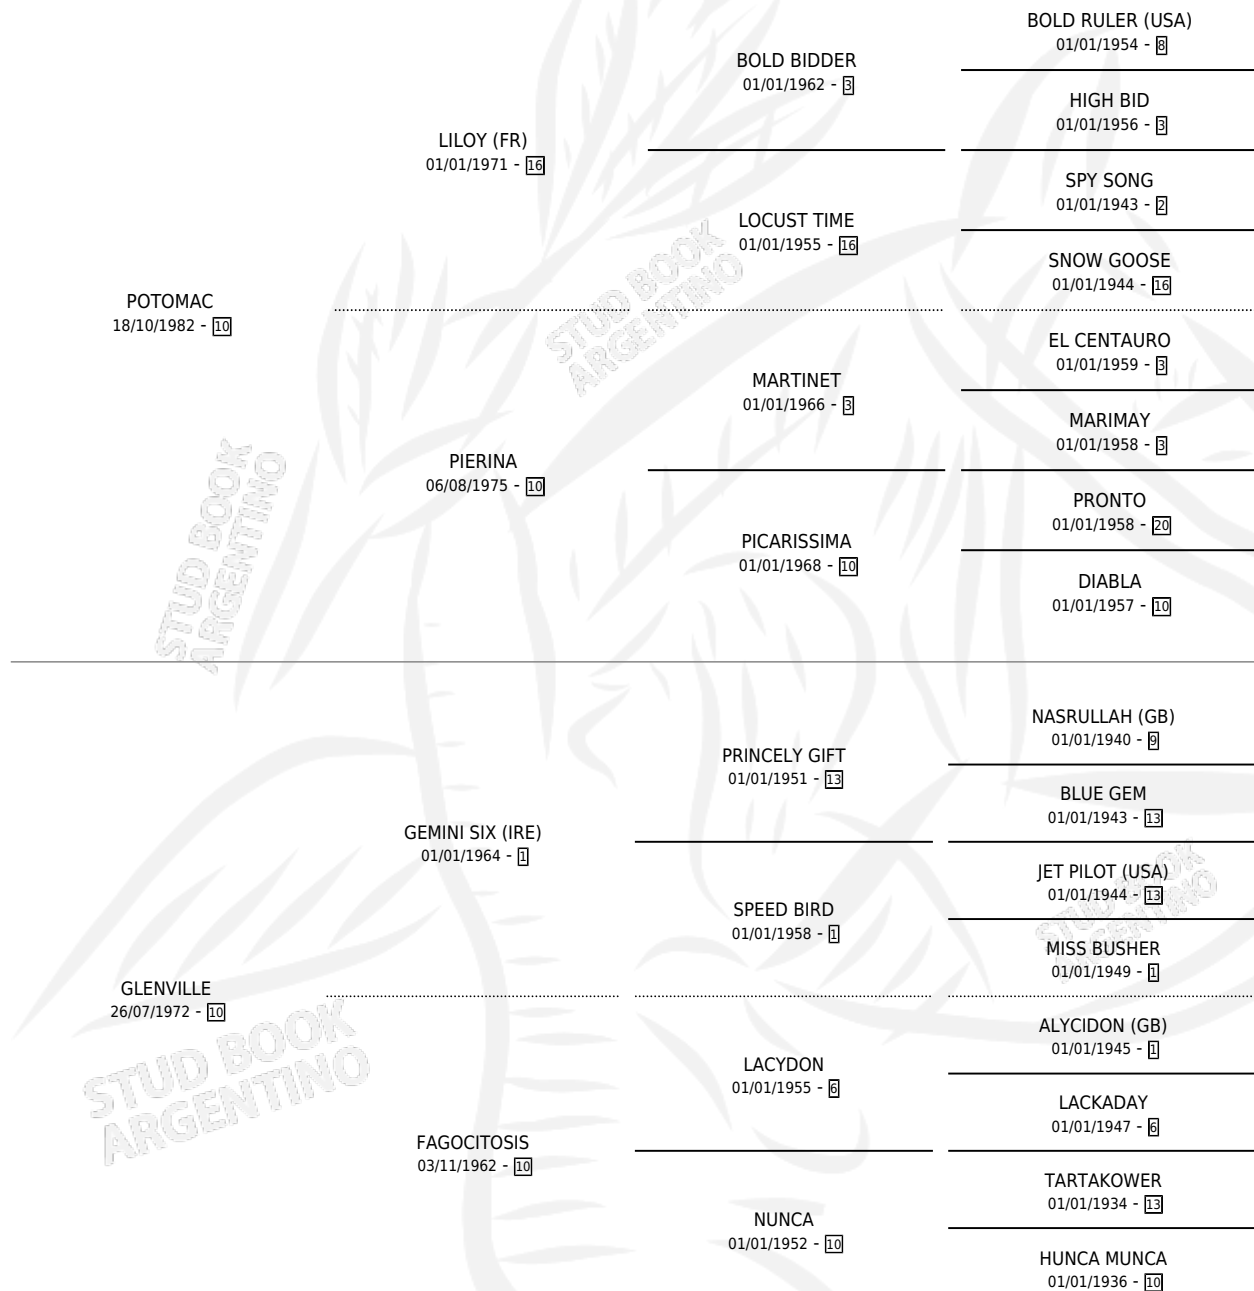 BOLD RULER (USA)
01/01/1954 - 8
BOLD BIDDER
01/01/1962 - 3
HIGH BID
01/01/1956 - 3
LILOY (FR)
01/01/1971 - 16
SPY SONG
01/01/1943 - 2
LOCUST TIME
01/01/1955 - 16
SNOW GOOSE
01/01/1944 - 16
POTOMAC
18/10/1982 - 10
EL CENTAURO
01/01/1959 - 3
MARTINET
01/01/1966 - 3
MARIMAY
01/01/1958 - 3
PIERINA
06/08/1975 - 10
PRONTO
01/01/1958 - 20
PICARISSIMA
01/01/1968 - 10
DIABLA
01/01/1957 - 10
NASRULLAH (GB)
01/01/1940 - 9
PRINCELY GIFT
01/01/1951 - 13
BLUE GEM
01/01/1943 - 13
GEMINI SIX (IRE)
01/01/1964 - 1
JET PILOT (USA)
01/01/1944 - 13
SPEED BIRD
01/01/1958 - 1
MISS BUSHER
01/01/1949 - 1
GLENVILLE
26/07/1972 - 10
ALYCIDON (GB)
01/01/1945 - 1
LACYDON
01/01/1955 - 6
LACKADAY
01/01/1947 - 6
FAGOCITOSIS
03/11/1962 - 10
TARTAKOWER
01/01/1934 - 13
NUNCA
01/01/1952 - 10
HUNCA MUNCA
01/01/1936 - 10
STUD BOOK
ARGENTINO
STUD BOOK
ARGENTINO
STUD BOOK
ARGENTINO
STUD BOOK
ARGENTINO